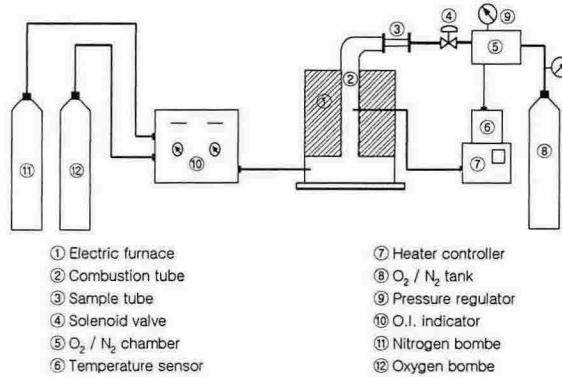 ③
④
⑨
②
⑤
①
⑥
⑪
⑫
⑩
⑦
⑧
① Electric furnace
② Combustion tube
③ Sample tube
④ Solenoid valve
⑤ O₂ / N₂ chamber
⑥ Temperature sensor
⑦ Heater controller
⑧ O₂ / N₂ tank
⑨ Pressure regulator
⑩ O.I. indicator
⑪ Nitrogen bombe
⑫ Oxygen bombe